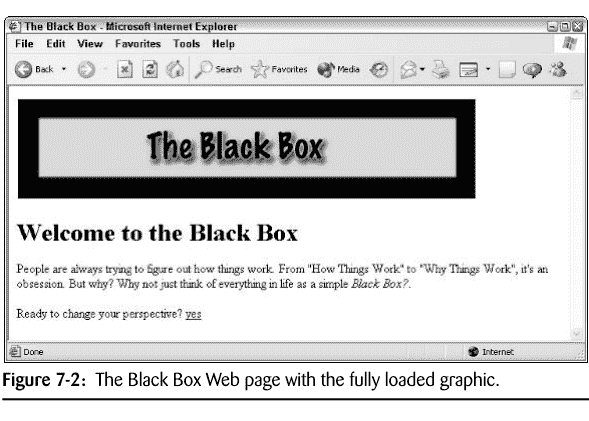 The Black Box - Microsoft Internet Explorer
File Edit View Favorites Tools Help
Back Search Favorites Media
The Black Box
Welcome to the Black Box
People are always trying to figure out how things work. From "How Things Work" to "Why Things Work", it's an
obsession. But why? Why not just think of everything in life as a simple Black Box?.
Ready to change your perspective? yes
Done Internet
Figure 7-2: The Black Box Web page with the fully loaded graphic.